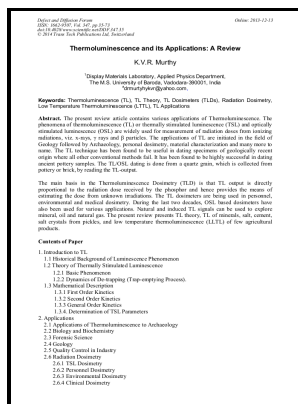 Defect and Diffusion Forum
ISSN: 1662-9507, Vol. 347, pp 35-73
doi:10.4028/www.scientific.net/DDF.347.35
© 2014 Trans Tech Publications Ltd, Switzerland
Online: 2013-12-13
Thermoluminescence and its Applications: A Review
K.V.R. Murthy
¹Display Materials Laboratory, Applied Physics Department,
The M.S. University of Baroda, Vadodara-390001, India
Keywords: Thermoluminescence (TL), TL Theory, TL Dosimeters (TLDs), Radiation Dosimetry,
Low Temperature Thermoluminescence (LTTL), TL Applications
Abstract. The present review article contains various Applications of Thermoluminescence. The
phenomena of thermoluminescence (TL) or thermally stimulated luminescence (TSL) and optically
stimulated luminescence (OSL) are widely used for measurement of radiation doses from ionizing
radiations, viz. x-rays, γ rays and β particles. The applications of TL are initiated in the field of
Geology followed by Archaeology, personal dosimetry, material characterization and many more to
name. The TL technique has been found to be useful in dating specimens of geologically recent
origin where all other conventional methods fail. It has been found to be highly successful in dating
ancient pottery samples. The TL/OSL dating is done from a quartz grain, which is collected from
pottery or brick, by reading the TL-output.
The main basis in the Thermoluminescence Dosimetry (TLD) is that TL output is directly
proportional to the radiation dose received by the phosphor and hence provides the means of
estimating the dose from unknown irradiations. The TL dosimeters are being used in personnel,
environmental and medical dosimetry. During the last two decades, OSL based dosimeters have
also been used for various applications. Natural and induced TL signals can be used to explore
mineral, oil and natural gas. The present review presents TL theory, TL of minerals, salts, cement,
salt crystals from pickles, and low temperature thermoluminescence (LLTL) of few agricultural
products.
Contents of Paper
1. Introduction to TL
1.1 Historical Background of Luminescence Phenomenon
1.2 Theory of Thermally Stimulated Luminescence
1.2.1 Basic Phenomenon
1.2.2 Dynamics of De-trapping (Trap-emptying Process).
1.3 Mathematical Description
1.3.1 First Order Kinetics
1.3.2 Second Order Kinetics
1.3.3 General Order Kinetics
1.3.4. Determination of TSL Parameters
2. Applications
2.1 Applications of Thermoluminescence to Archaeology
2.2 Biology and Biochemistry
2.3 Forensic Science
2.4 Geology
2.5 Quality Control in Industry
2.6 Radiation Dosimetry
2.6.1 TSL Dosimetry
2.6.2 Personnel Dosimetry
2.6.3 Environmental Dosimetry
2.6.4 Clinical Dosimetry